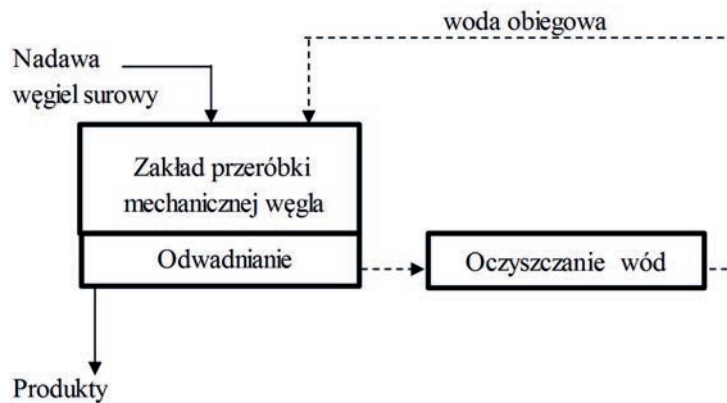 woda obiegowa
Nadawa
węgiel surowy
Zakład przeróbki
mechanicznej węgla
Odwadnianie
Oczyszczanie wód
Produkty